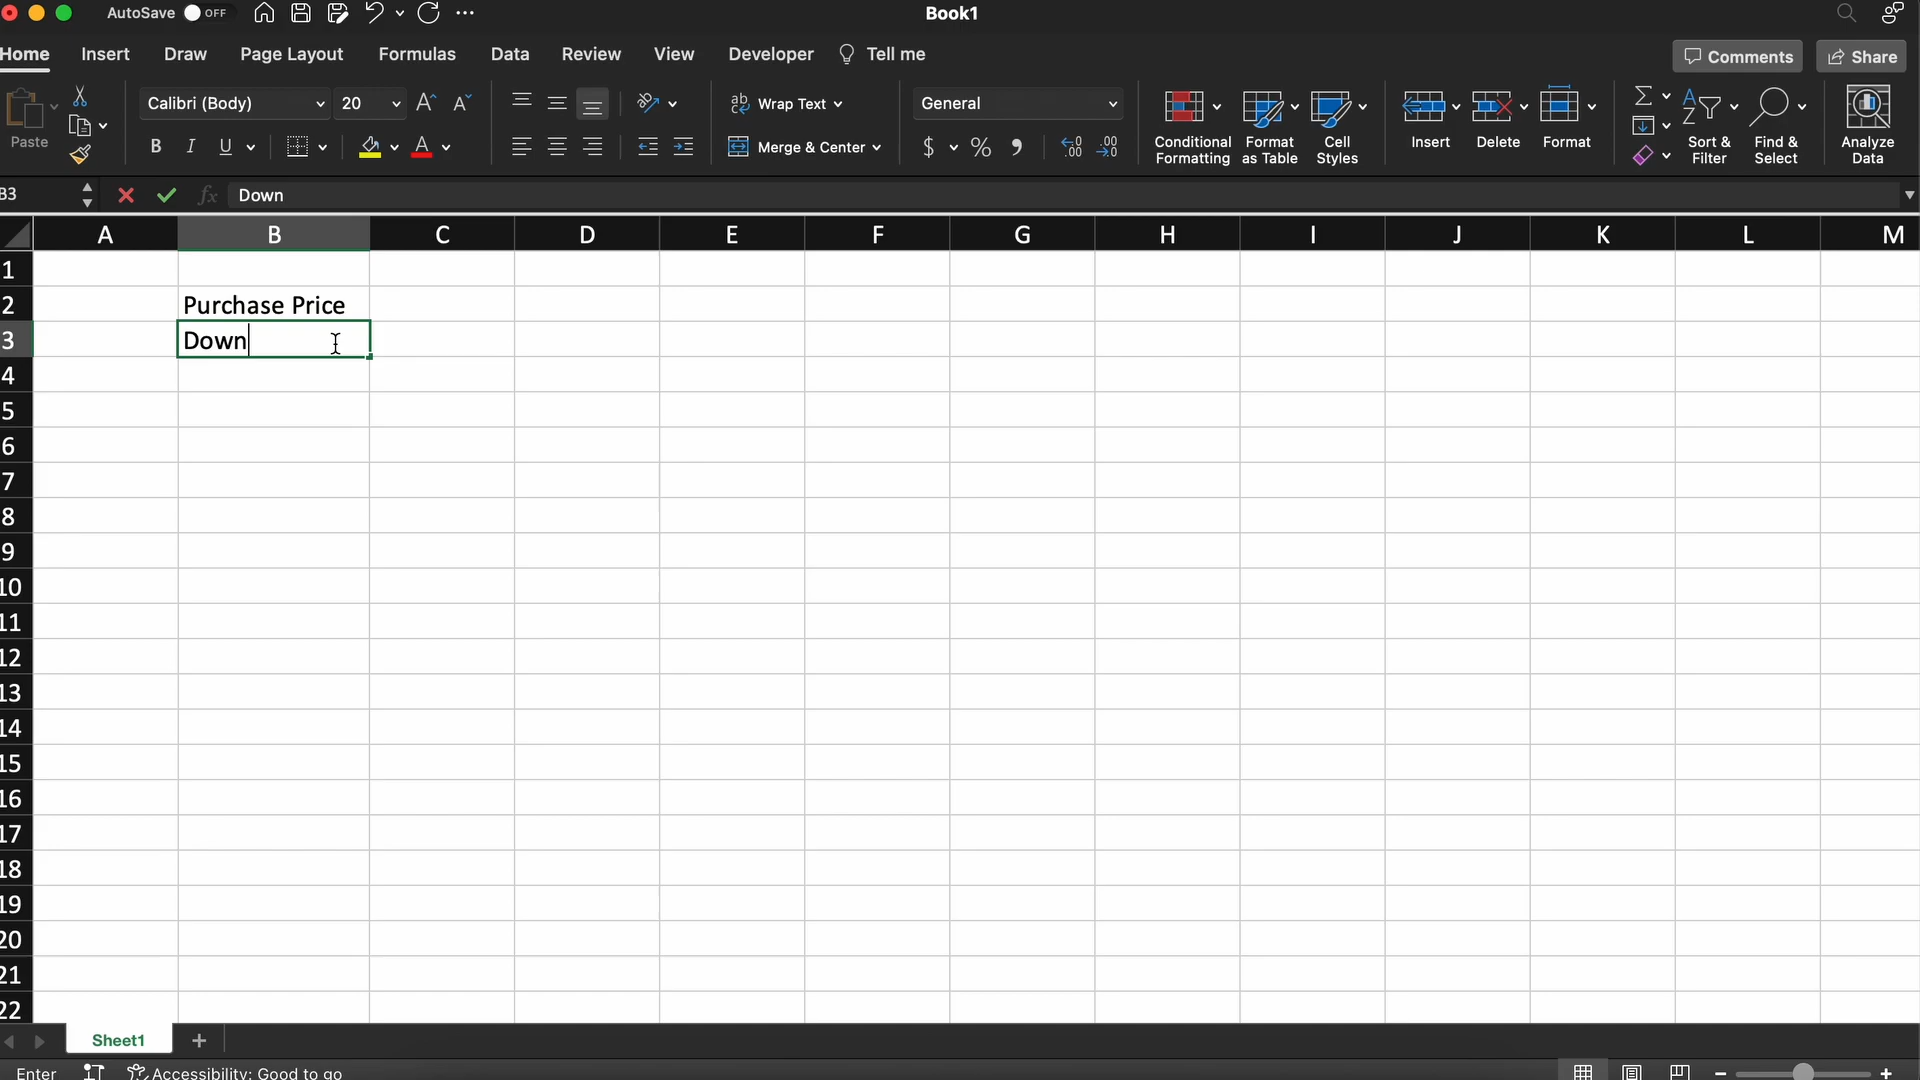 AutoSave OFF Book1
Home Insert Draw Page Layout Formulas Data Review View Developer Tell me Comments Share
Calibri (Body) 20 Wrap Text General
Paste B I U Merge & Center $ % Conditional Formatting Format as Table Cell Styles Insert Delete Format Sort & Filter Find & Select Analyze Data
B3 fx Down
A B C D E F G H I J K L M
1
2 Purchase Price
3 Down
4
5
6
7
8
9
10
11
12
13
14
15
16
17
18
19
20
21
22
Sheet1 +
Enter Accessibility: Good to go